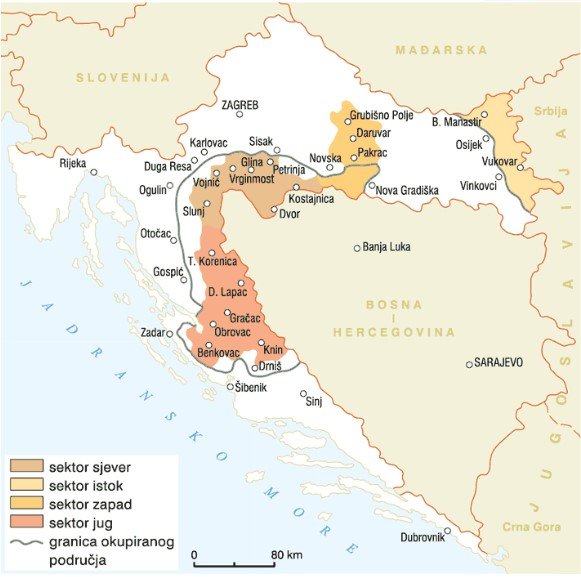 MAĐARSKA
SLOVENIJA
Srbija
ZAGREB
Grubišno Polje
B. Manastir
Daruvar
Osijek
Karlovac
Sisak
Pakrac
Rijeka
Duga Resa
Glina
Petrinja
Novska
Vukovar
Vojnić
Vrginmost
Vinkovci
Ogulin
Kostajnica
Nova Gradiška
Slunj
Dvor
Otočac
Banja Luka
T. Korenica
Gospić
D. Lapac
BOSNA
I
HERCEGOVINA
Gračac
Zadar
Obrovac
Benkovac
Knin
Drniš
SARAJEVO
Šibenik
Sinj
JUGOSLAVIJA
JADRANSKO MORE
Crna Gora
Dubrovnik
sektor sjever
sektor istok
sektor zapad
sektor jug
granica okupiranog
područja
0 80 km